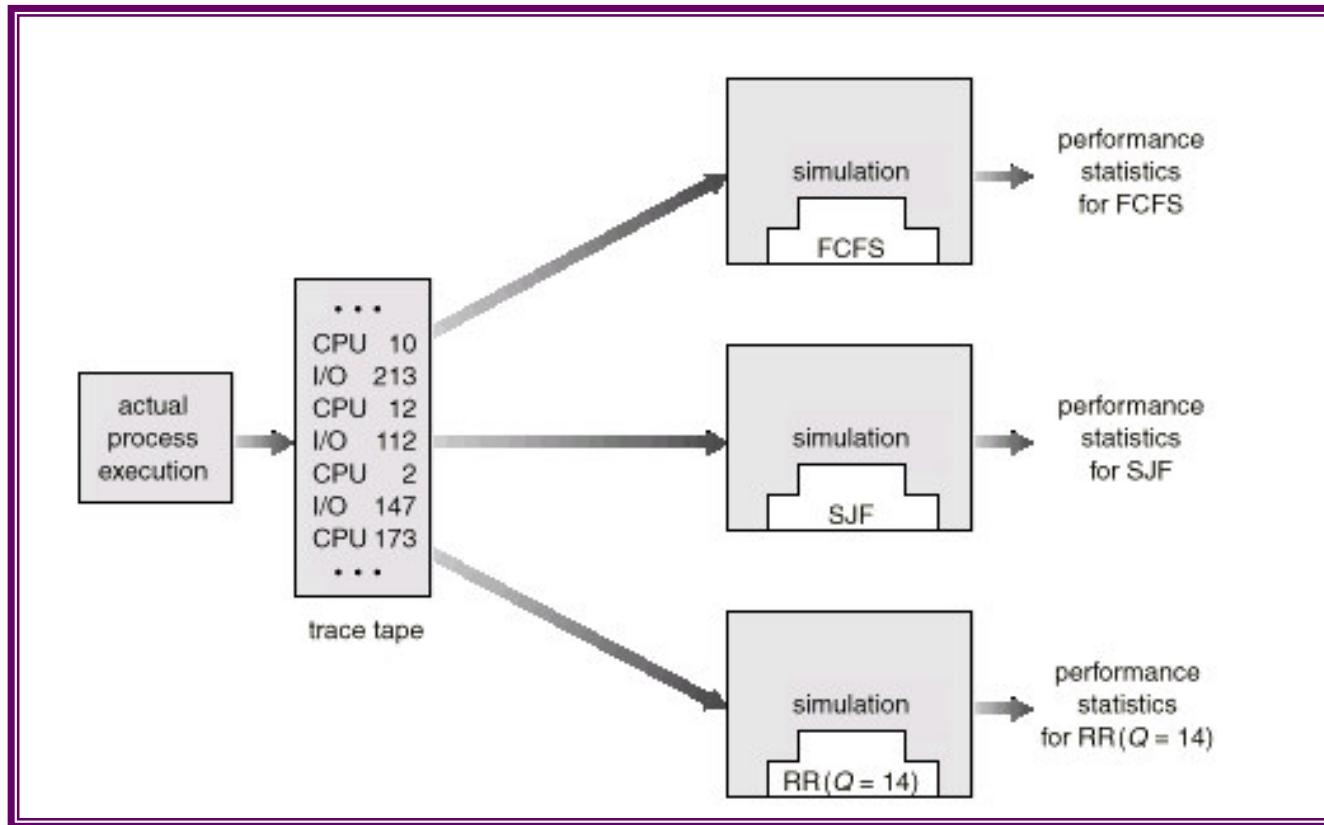 actual
process
execution
• • •
CPU 10
I/O 213
CPU 12
I/O 112
CPU 2
I/O 147
CPU 173
• • •
trace tape
simulation
FCFS
performance
statistics
for FCFS
simulation
SJF
performance
statistics
for SJF
simulation
RR (Q = 14)
performance
statistics
for RR (Q = 14)